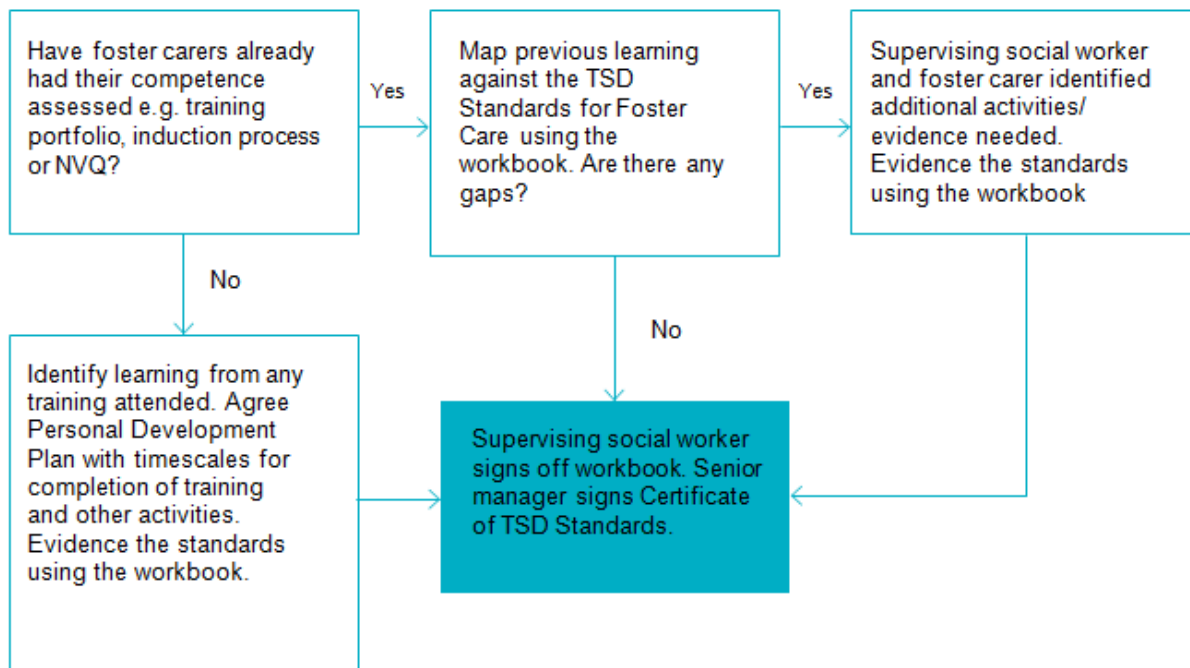 Have foster carers already
had their competence
assessed e.g. training
portfolio, induction process
or NVQ?
Yes
Map previous learning
against the TSD
Standards for Foster
Care using the
workbook. Are there any
gaps?
Yes
Supervising social worker
and foster carer identified
additional activities/
evidence needed.
Evidence the standards
using the workbook
No
No
Identify learning from any
training attended. Agree
Personal Development
Plan with timescales for
completion of training
and other activities.
Evidence the standards
using the workbook.
Supervising social worker
signs off workbook. Senior
manager signs Certificate
of TSD Standards.